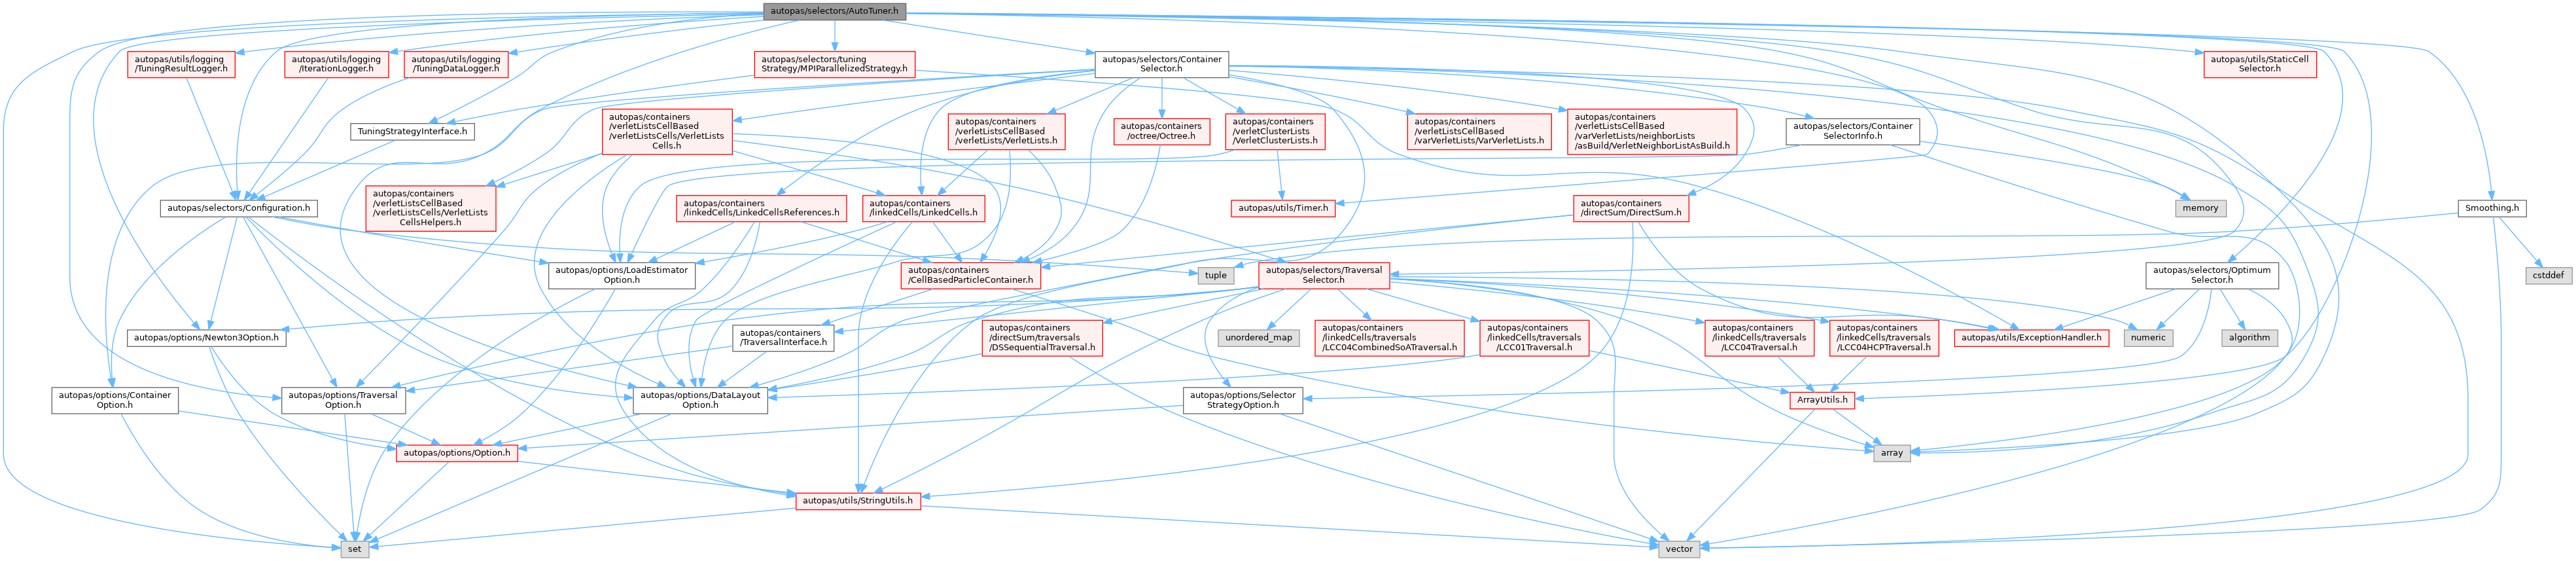 autopas/selectors/AutoTuner.h
autopas/utils/logging
/TuningResultLogger.h
autopas/utils/logging
/IterationLogger.h
autopas/utils/logging
/TuningDataLogger.h
autopas/selectors/tuning
Strategy/MPIParallelizedStrategy.h
autopas/selectors/Container
Selector.h
autopas/utils/StaticCell
Selector.h
TuningStrategyInterface.h
autopas/containers
/verletListsCellBased
/verletListsCells/VerletLists
Cells.h
autopas/containers
/verletListsCellBased
/verletLists/VerletLists.h
autopas/containers
/octree/Octree.h
autopas/containers
/verletClusterLists
/VerletClusterLists.h
autopas/containers
/verletListsCellBased
/varVerletLists/VarVerletLists.h
autopas/containers
/verletListsCellBased
/varVerletLists/neighborLists
/asBuild/VerletNeighborListAsBuild.h
autopas/selectors/Container
SelectorInfo.h
autopas/selectors/Configuration.h
autopas/containers
/verletListsCellBased
/verletListsCells/VerletLists
CellsHelpers.h
autopas/containers
/linkedCells/LinkedCellsReferences.h
autopas/containers
/linkedCells/LinkedCells.h
autopas/utils/Timer.h
autopas/containers
/directSum/DirectSum.h
memory
Smoothing.h
autopas/options/LoadEstimator
Option.h
autopas/containers
/CellBasedParticleContainer.h
tuple
autopas/selectors/Traversal
Selector.h
autopas/selectors/Optimum
Selector.h
cstddef
autopas/options/Newton3Option.h
autopas/containers
/TraversalInterface.h
autopas/containers
/directSum/traversals
/DSSequentialTraversal.h
unordered_map
autopas/containers
/linkedCells/traversals
/LCC04CombinedSoATraversal.h
autopas/containers
/linkedCells/traversals
/LCC01Traversal.h
autopas/containers
/linkedCells/traversals
/LCC04Traversal.h
autopas/containers
/linkedCells/traversals
/LCC04HCPTraversal.h
autopas/utils/ExceptionHandler.h
numeric
algorithm
autopas/options/Container
Option.h
autopas/options/Traversal
Option.h
autopas/options/DataLayout
Option.h
autopas/options/Selector
StrategyOption.h
ArrayUtils.h
autopas/options/Option.h
array
autopas/utils/StringUtils.h
set
vector